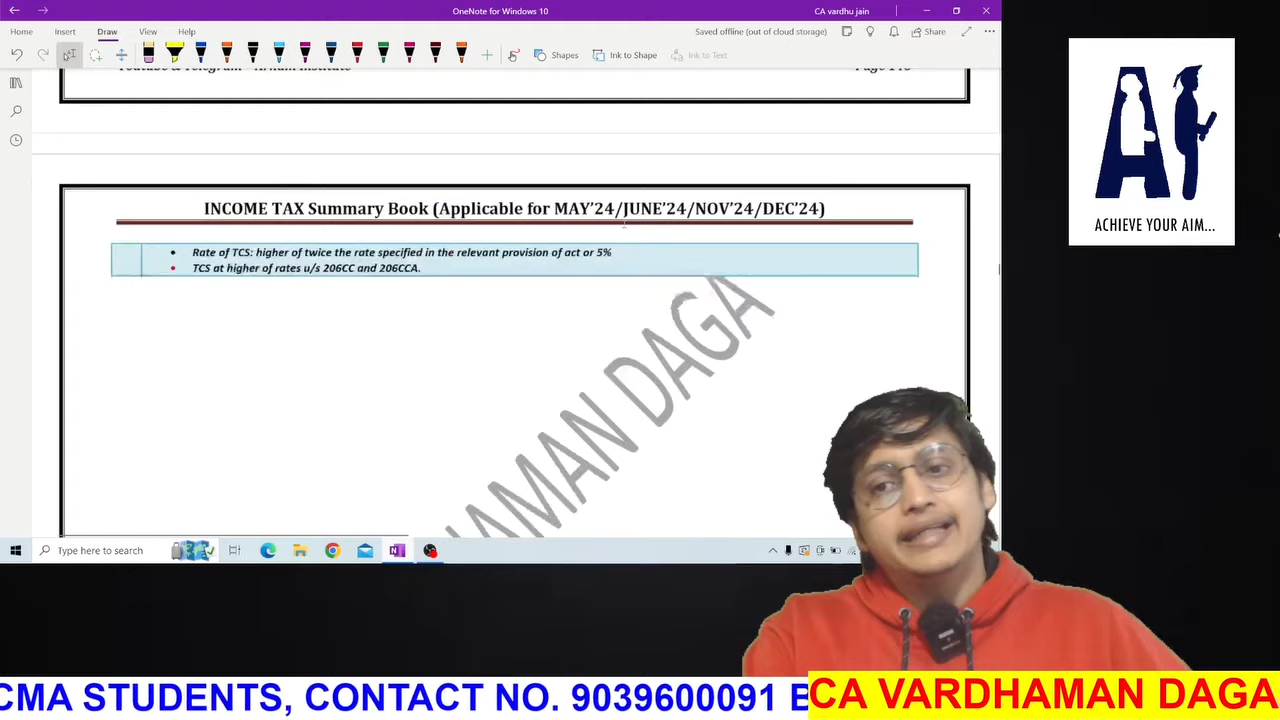 OneNote for Windows 10
CA vardhu jain
Home Insert Draw View Help
Saved offline (out of cloud storage)
Share
Shapes
Ink to Shape
Ink to Text
INCOME TAX Summary Book (Applicable for MAY'24/JUNE'24/NOV'24/DEC'24)
• Rate of TCS: higher of twice the rate specified in the relevant provision of act or 5%
• TCS at higher of rates u/s 206CC and 206CCA.
HAMAN DAGA
ACHIEVE YOUR AIM...
Type here to search
CMA STUDENTS, CONTACT NO. 9039600091 B
CA VARDHAMAN DAGA